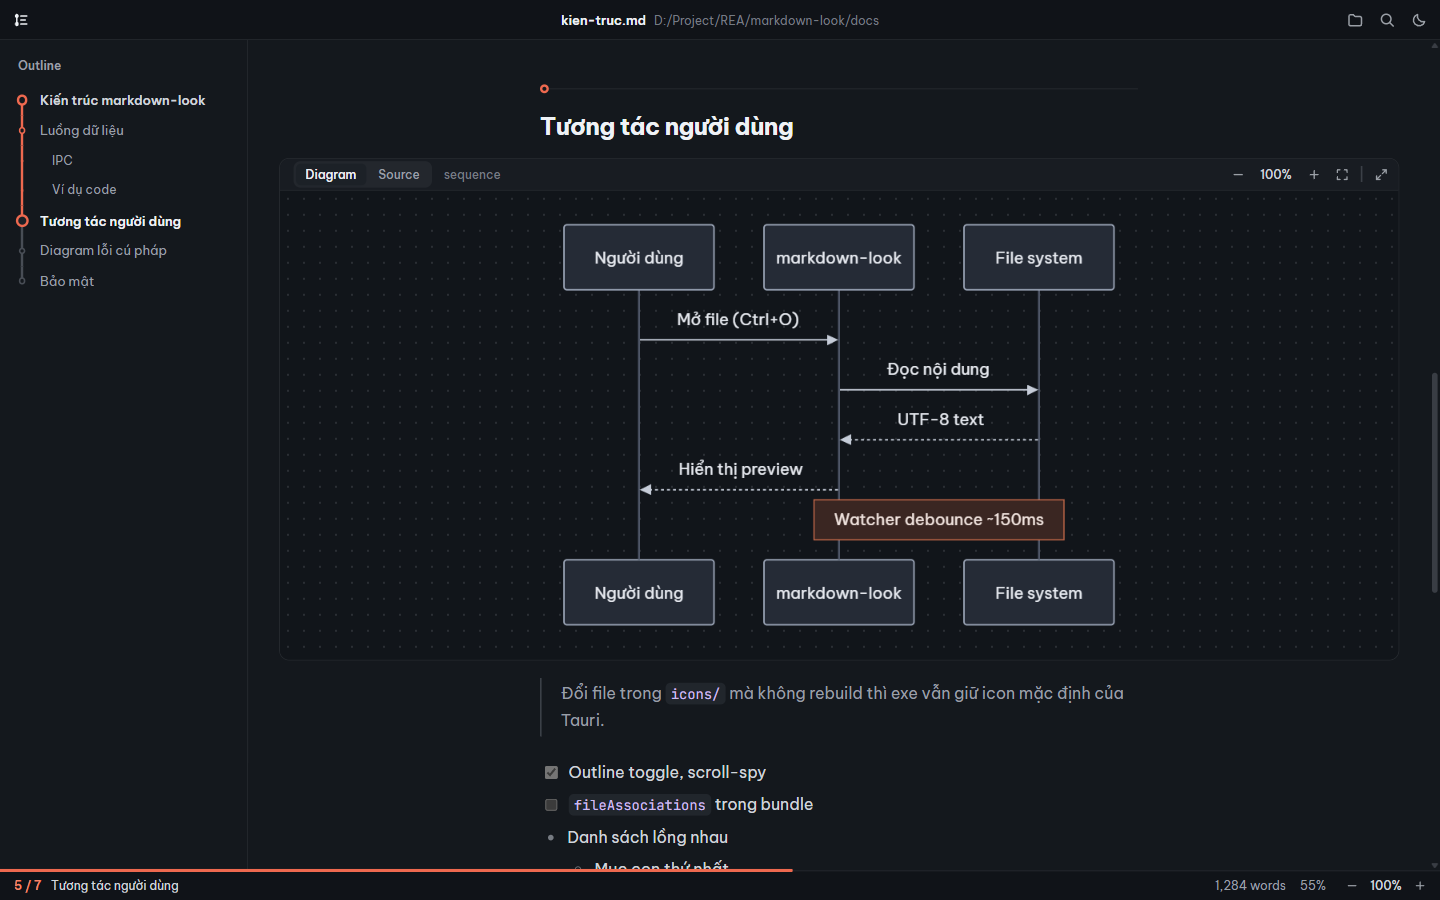 kien-truc.md D:/Project/REA/markdown-look/docs
Outline
Kiến trúc markdown-look
Luồng dữ liệu
IPC
Ví dụ code
Tương tác người dùng
Diagram lỗi cú pháp
Bảo mật
Tương tác người dùng
Diagram Source sequence
100%
Người dùng markdown-look File system
Mở file (Ctrl+O)
Đọc nội dung
UTF-8 text
Hiển thị preview
Watcher debounce ~150ms
Người dùng markdown-look File system
Đổi file trong icons/ mà không rebuild thì exe vẫn giữ icon mặc định của
Tauri.
Outline toggle, scroll-spy
fileAssociations trong bundle
Danh sách lồng nhau
Mục con thứ nhất
5 / 7 Tương tác người dùng
1,284 words 55% 100%